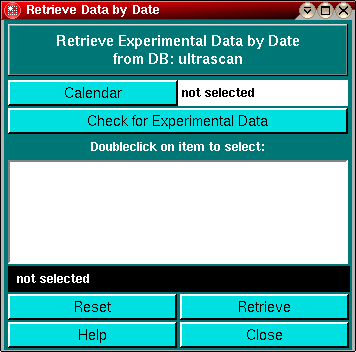 Retrieve Data by Date
Retrieve Experimental Data by Date
from DB: ultrascan
Calendar not selected
Check for Experimental Data
Doubleclick on item to select:
not selected
Reset Retrieve
Help Close